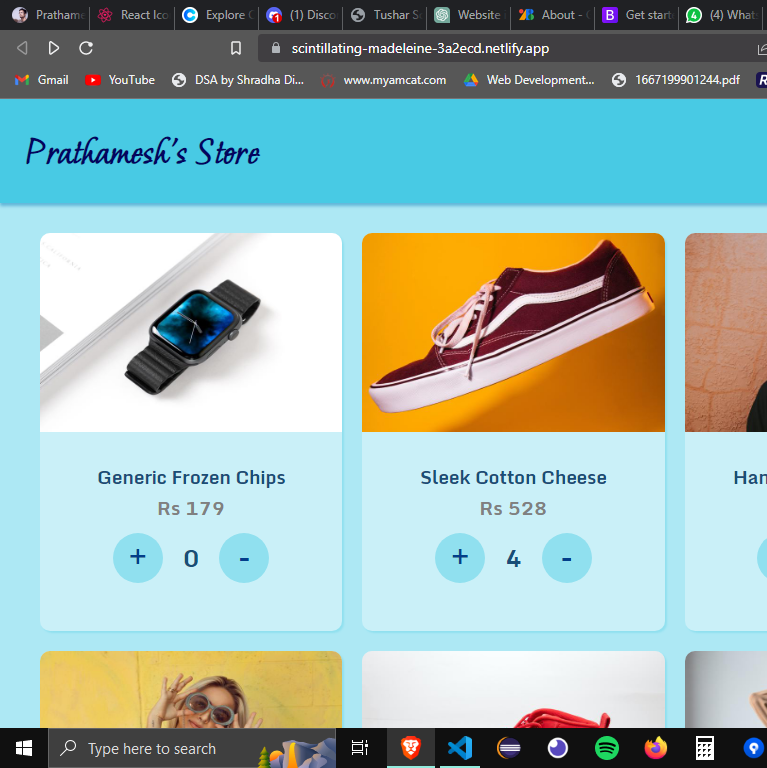 Prathame
React Ico
Explore
(1) Disco
Tushar S
Website
About -
Get starte
(4) What
scintillating-madeleine-3a2ecd.netlify.app
Gmail
YouTube
DSA by Shradha Di...
www.myamcat.com
Web Development...
1667199901244.pdf
Prathamesh's Store
Generic Frozen Chips
Sleek Cotton Cheese
Han
Rs 179
Rs 528
+ 0 -
+ 4 -
Type here to search